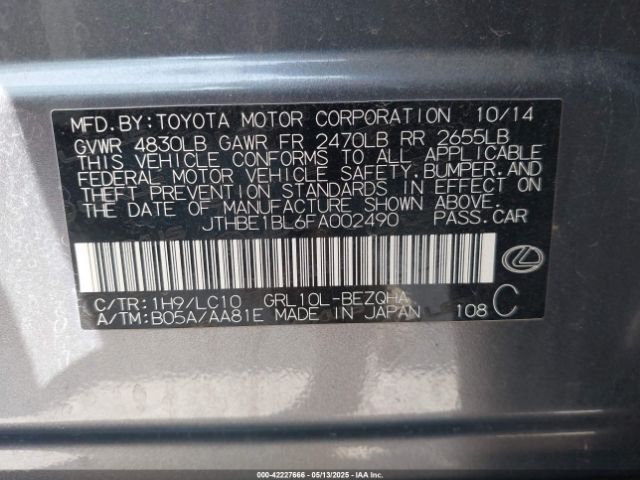 MFD.BY:TOYOTA MOTOR CORPORATION 10/14
GVWR 4830LB GAWR FR 2470LB RR 2655LB
THIS VEHICLE CONFORMS TO ALL APPLICABLE
FEDERAL MOTOR VEHICLE SAFETY,BUMPER,AND
THEFT PREVENTION STANDARDS IN EFFECT ON
THE DATE OF MANUFACTURE SHOWN ABOVE.
JTHBE1BL6FA002490 PASS.CAR
C/TR:1H9/LC10 GRL10L-BEZQHA
A/TM:B05A/AA81E MADE IN JAPAN 108 C
000-42227666 - 05/13/2025 - IAA Inc.